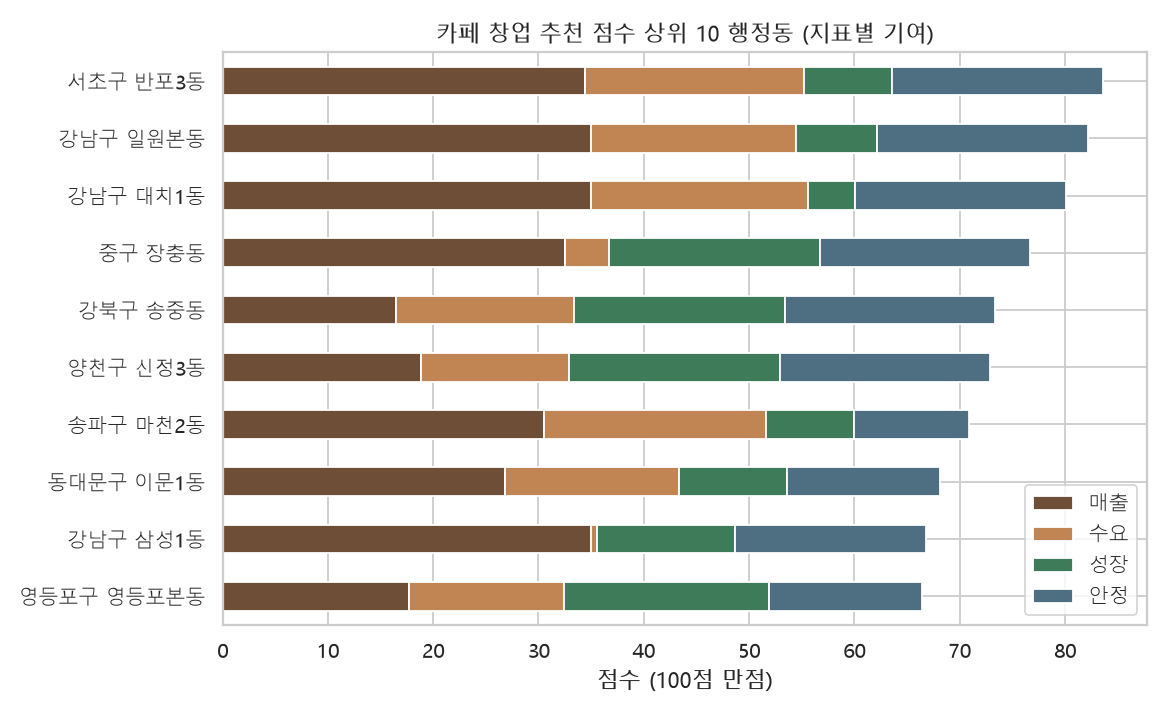 카페 창업 추천 점수 상위 10 행정동 (지표별 기여)
서초구 반포3동
강남구 일원본동
강남구 대치1동
중구 장충동
강북구 송중동
양천구 신정3동
송파구 마천2동
동대문구 이문1동
강남구 삼성1동
영등포구 영등포본동
매출
수요
성장
안정
0 10 20 30 40 50 60 70 80
점수 (100점 만점)